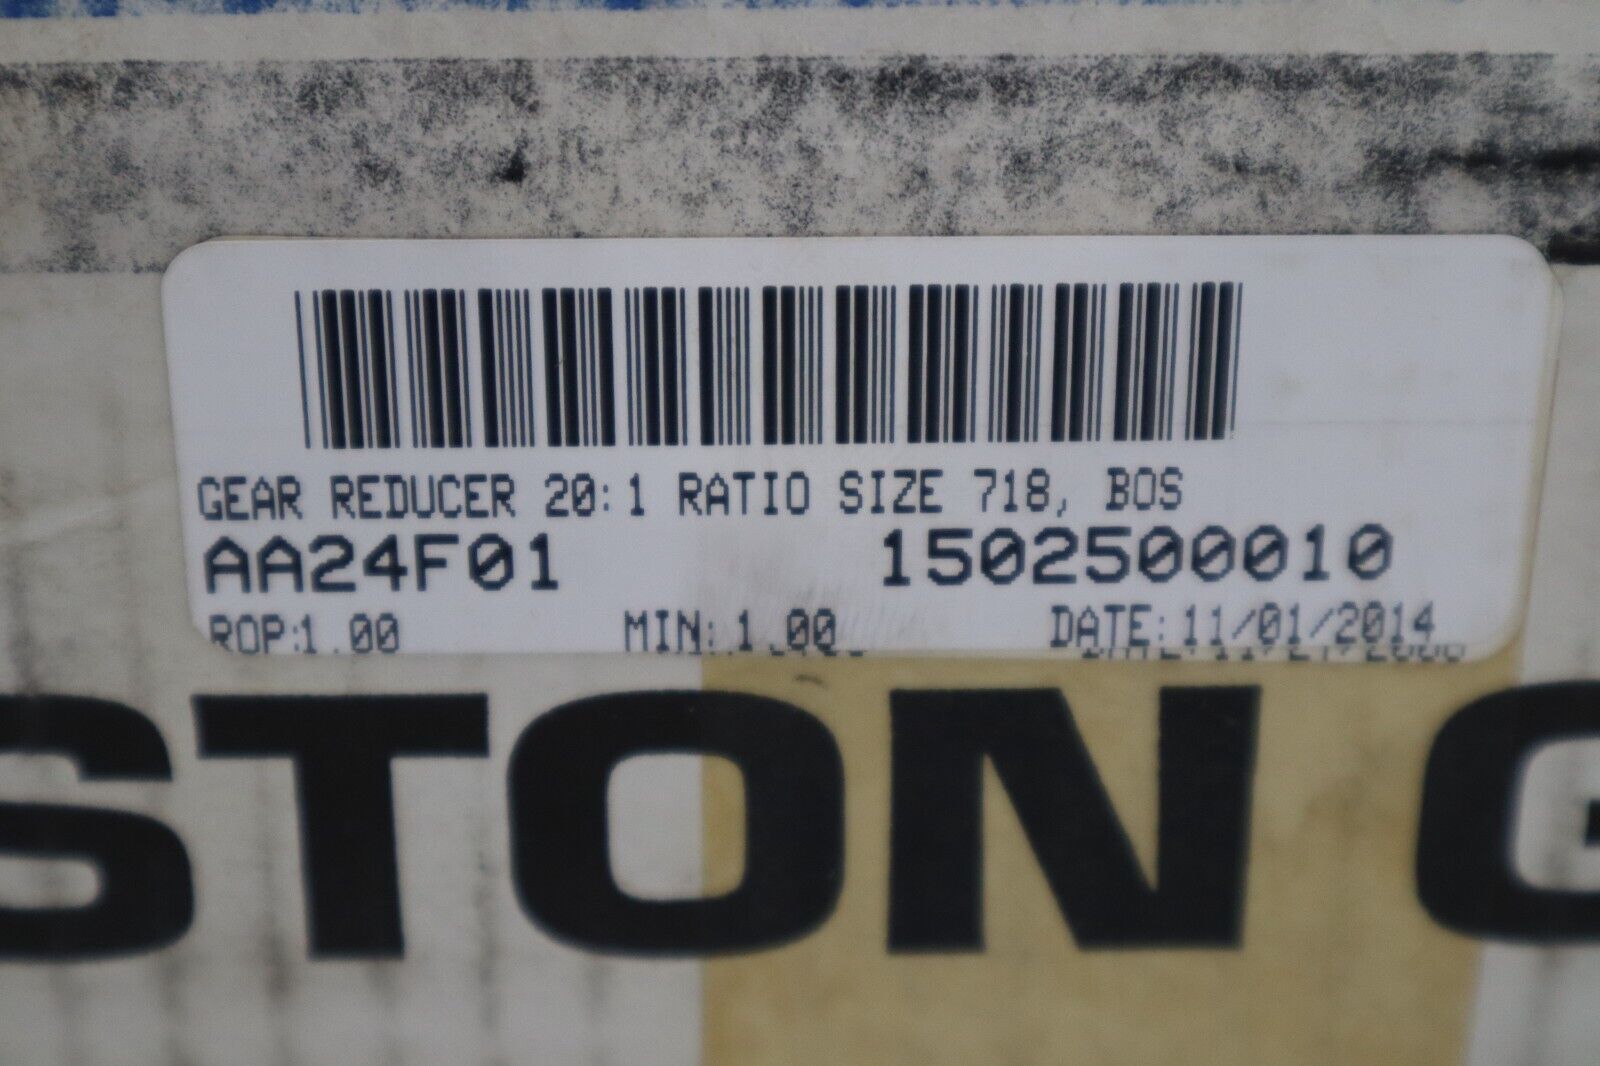 GEAR REDUCER 20:1 RATIO SIZE 718, BOS
AA24F01 1502500010
ROP:1.00 MIN:1.00 DATE:11/01/2014
STON G